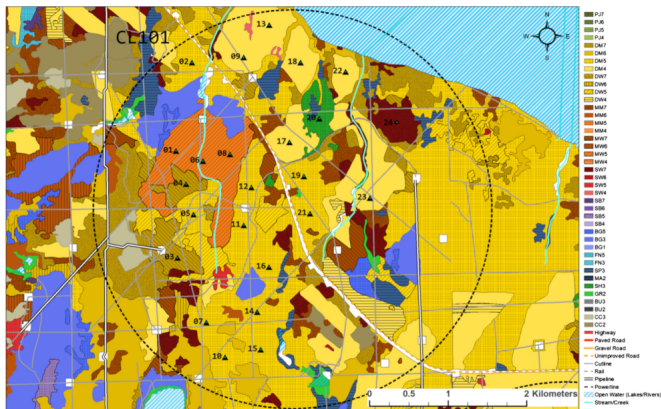 CL101
13
02
09
18
22
20
24
01
06
08
17
04
12
19
23
05
11
21
03
16
14
07
10
15
0 0.5 1 2 Kilometers
N
W E
S
PJ7
PJ6
PJ5
PJ4
DM7
DM6
DM5
DM4
DW7
DW6
DW5
DW4
MM7
MM6
MM5
MM4
MW7
MW6
MW5
MW4
SW7
SW6
SW5
SW4
SB7
SB6
SB5
SB4
BG5
BG3
BG1
FN5
FN3
SP3
MA2
SH3
GR2
BU3
BU2
CC3
CC2
Highway
Paved Road
Gravel Road
Unimproved Road
Cutline
Rail
Pipeline
Powerline
Open Water (Lakes/Rivers)
Stream/Creek